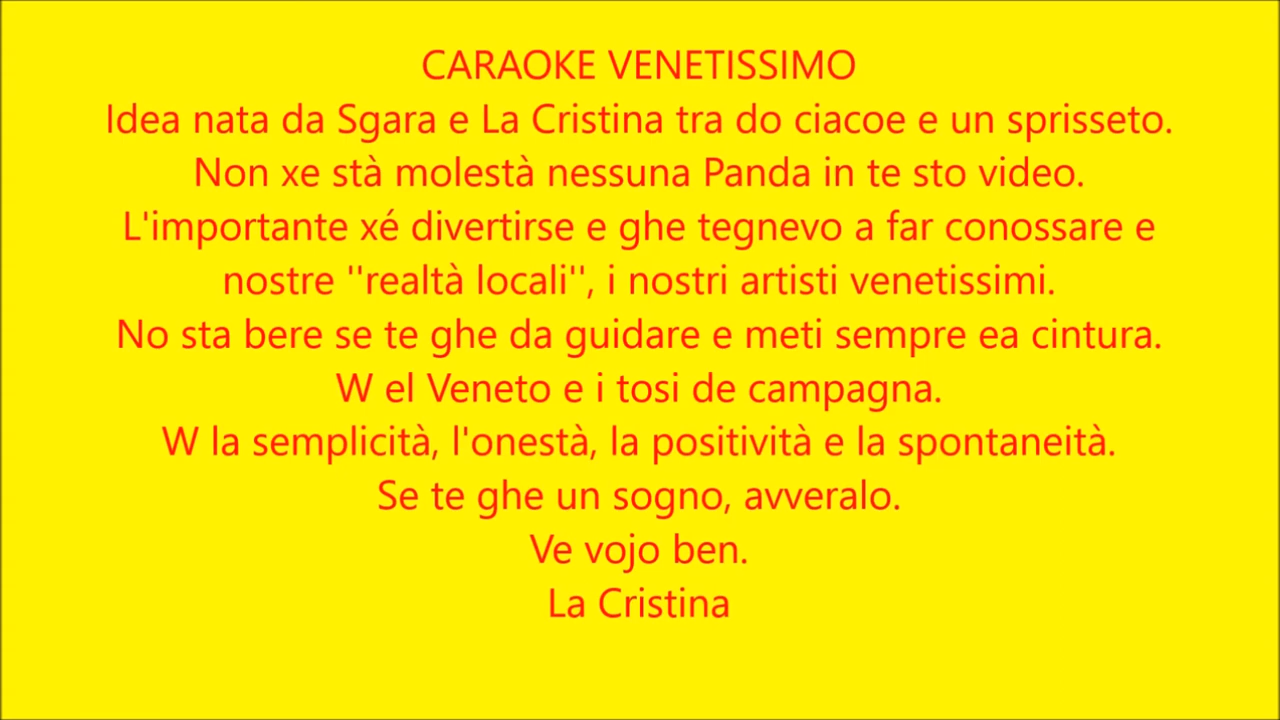 CARAOKE VENETISSIMO
Idea nata da Sgara e La Cristina tra do ciacoe e un sprisseto.
Non xe stà molestà nessuna Panda in te sto video.
L'importante xé divertirse e ghe tegnevo a far conossare e
nostre ''realtà locali'', i nostri artisti venetissimi.
No sta bere se te ghe da guidare e meti sempre ea cintura.
W el Veneto e i tosi de campagna.
W la semplicità, l'onestà, la positività e la spontaneità.
Se te ghe un sogno, avveralo.
Ve vojo ben.
La Cristina